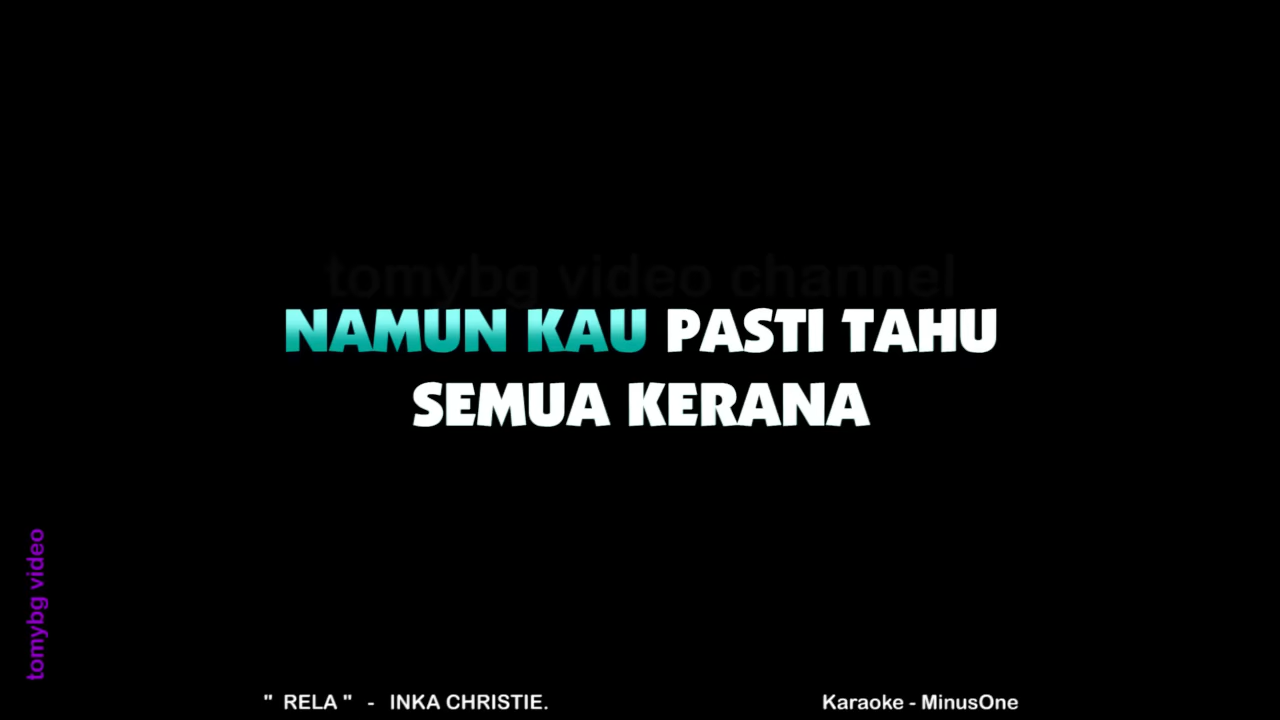 tomybg video channel
NAMUN KAU PASTI TAHU
SEMUA KERANA
tomybg video
" RELA " - INKA CHRISTIE.
Karaoke - MinusOne